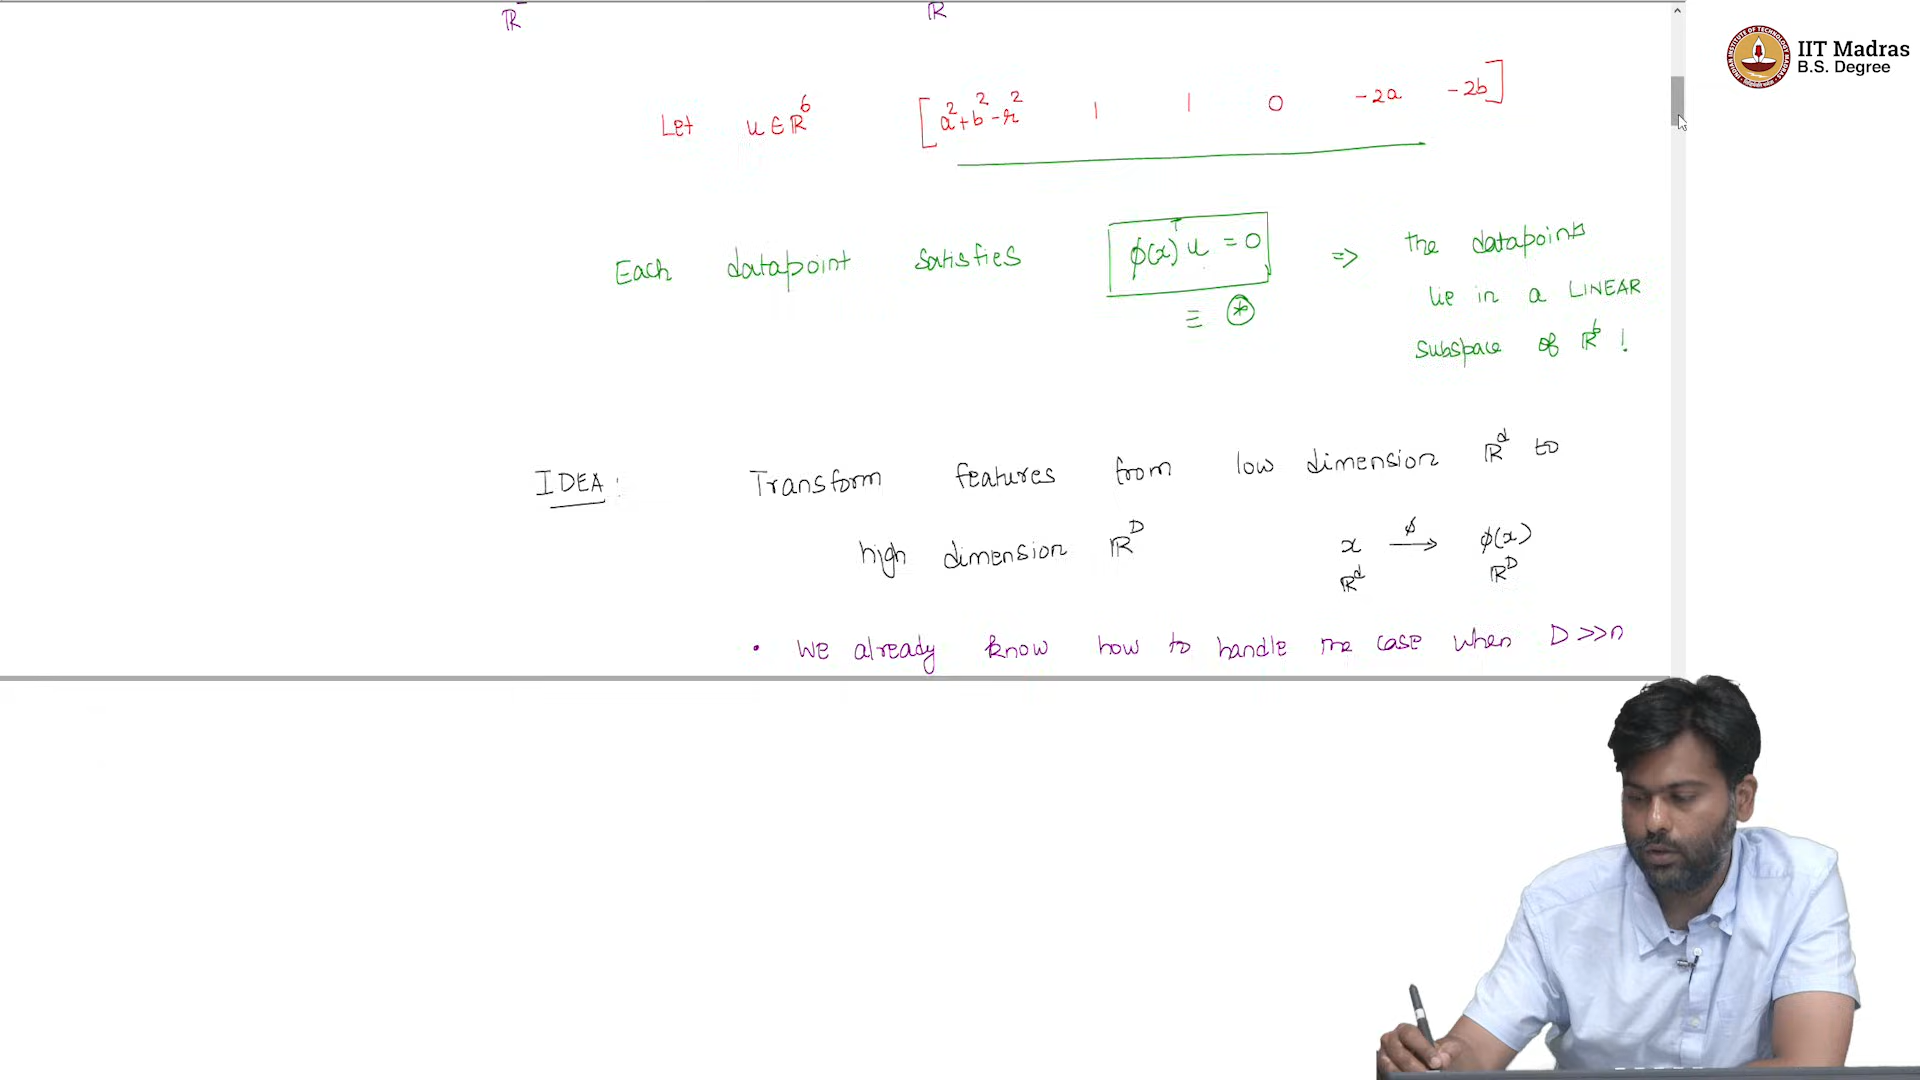 ℝ ℝ
IIT Madras
B.S. Degree
Let u ∈ ℝ⁶ [a²+b²-r² 1 1 0 -2a -2b]
Each datapoint satisfies ϕ(x)ᵀu = 0 ⇒ the datapoints
lie in a LINEAR
≡ ⊛ subspace of ℝ⁶ !
IDEA: Transform features from low dimension ℝᵈ to
high dimension ℝᴰ x →ϕ ϕ(x)
ℝᵈ ℝᴰ
• We already know how to handle the case when D>>n